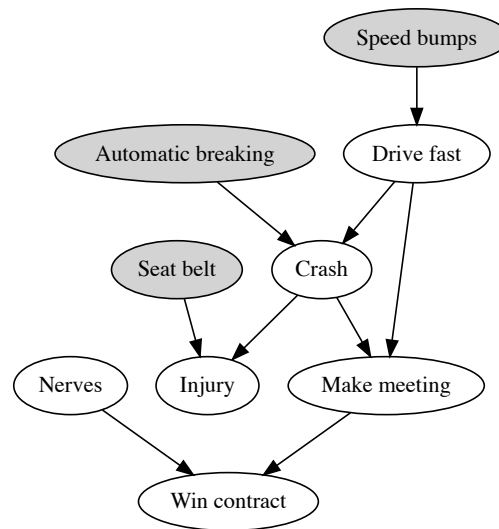 Speed bumps
Automatic breaking
Drive fast
Seat belt
Crash
Nerves
Injury
Make meeting
Win contract